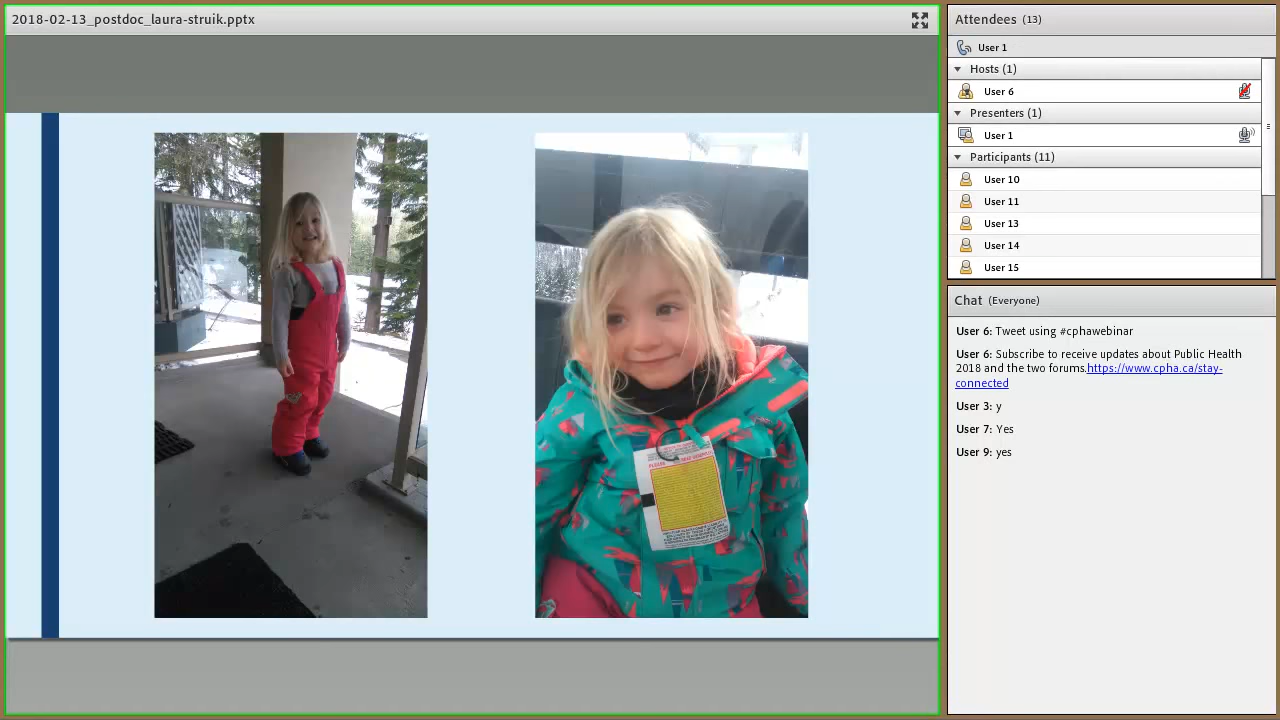 2018-02-13_postdoc_laura-struik.pptx
Attendees (13)
User 1
Hosts (1)
User 6
Presenters (1)
User 1
Participants (11)
User 10
User 11
User 13
User 14
User 15
Chat (Everyone)
User 6: Tweet using #cphawebinar
User 6: Subscribe to receive updates about Public Health
2018 and the two forums.https://www.cpha.ca/stay-
connected
User 3: y
User 7: Yes
User 9: yes